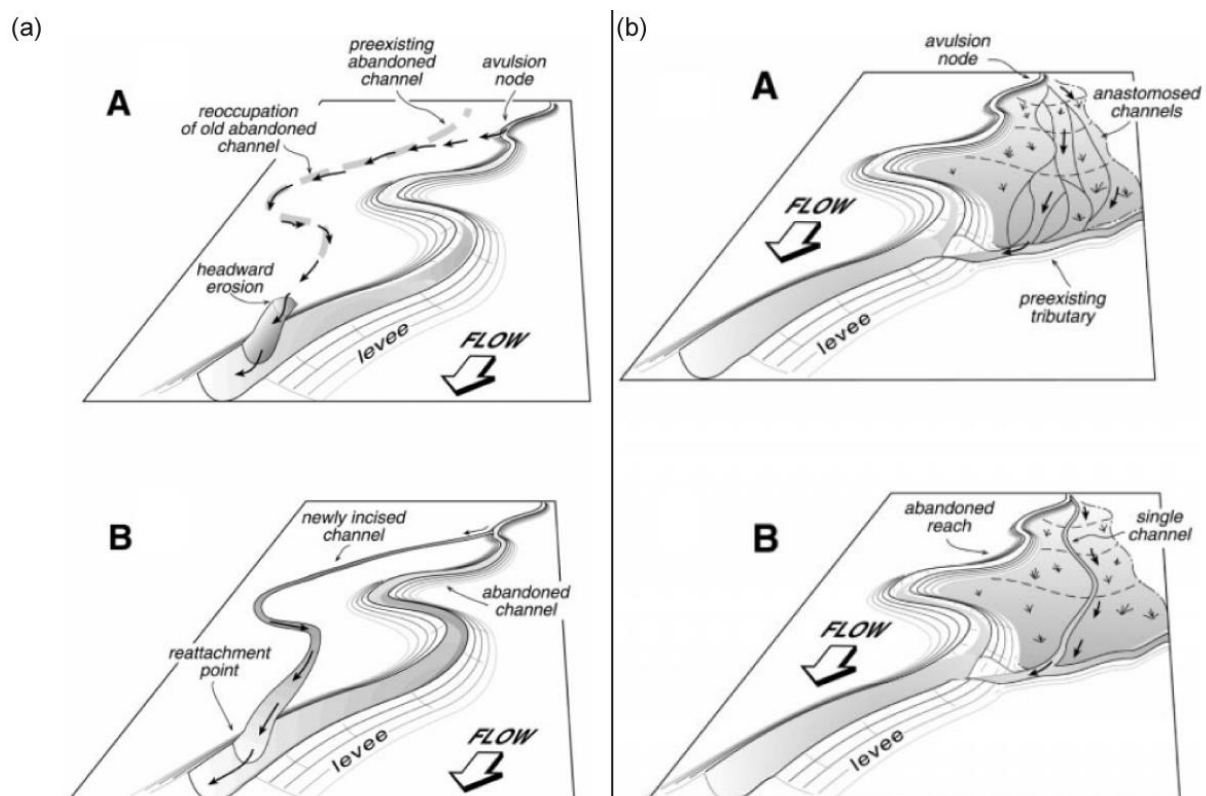 (a)
A
preexisting
abandoned
channel
avulsion
node
reoccupation
of old abandoned
channel
headward
erosion
levee
FLOW
B
newly incised
channel
abandoned
channel
reattachment
point
levee
FLOW
(b)
A
avulsion
node
anastomosed
channels
FLOW
preexisting
tributary
levee
B
abandoned
reach
single
channel
FLOW
levee